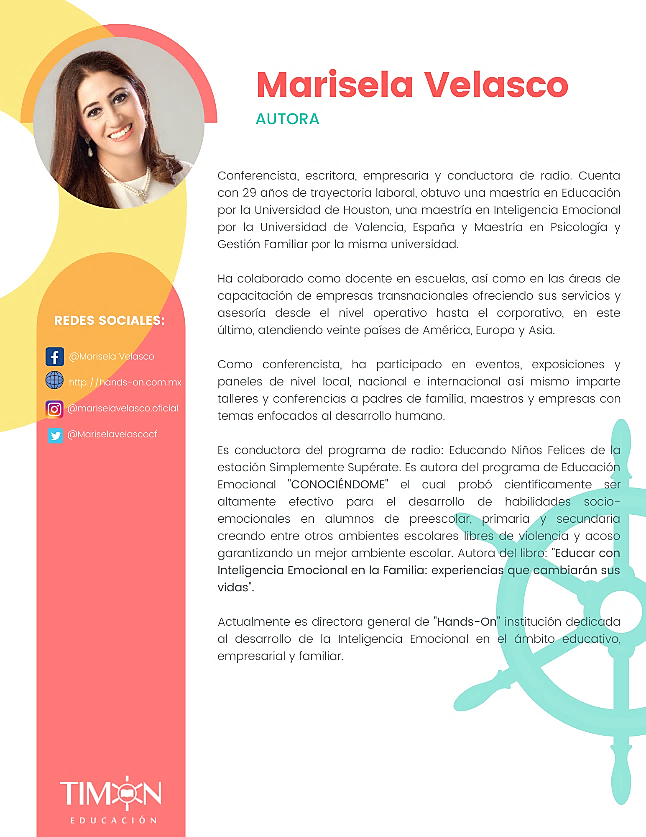 Marisela Velasco
AUTORA
Conferencista, escritora, empresaria y conductora de radio. Cuenta
con 29 años de trayectoria laboral, obtuvo una maestría en Educación
por la Universidad de Houston, una maestría en Inteligencia Emocional
por la Universidad de Valencia, España y Maestría en Psicología y
Gestión Familiar por la misma universidad.
Ha colaborado como docente en escuelas, así como en las áreas de
capacitación de empresas transnacionales ofreciendo sus servicios y
asesoría desde el nivel operativo hasta el corporativo, en este
último, atendiendo veinte países de América, Europa y Asia.
Como conferencista, ha participado en eventos, exposiciones y
paneles de nivel local, nacional e internacional así mismo imparte
talleres y conferencias a padres de familia, maestros y empresas con
temas enfocados al desarrollo humano.
Es conductora del programa de radio: Educando Niños Felices de la
estación Simplemente Supérate. Es autora del programa de Educación
Emocional "CONOCIÉNDOME" el cual probó científicamente ser
altamente efectivo para el desarrollo de habilidades socio-
emocionales en alumnos de preescolar, primaria y secundaria
creando entre otros ambientes escolares libres de violencia y acoso
garantizando un mejor ambiente escolar. Autora del libro: "Educar con
Inteligencia Emocional en la Familia: experiencias que cambiarán sus
vidas".
Actualmente es directora general de "Hands-On" institución dedicada
al desarrollo de la Inteligencia Emocional en el ámbito educativo,
empresarial y familiar.
REDES SOCIALES:
@Marisela Velasco
http://hands-on.com.mx
@mariselavelasco.oficial
@Mariselavelascocf
TIMÓN
EDUCACIÓN